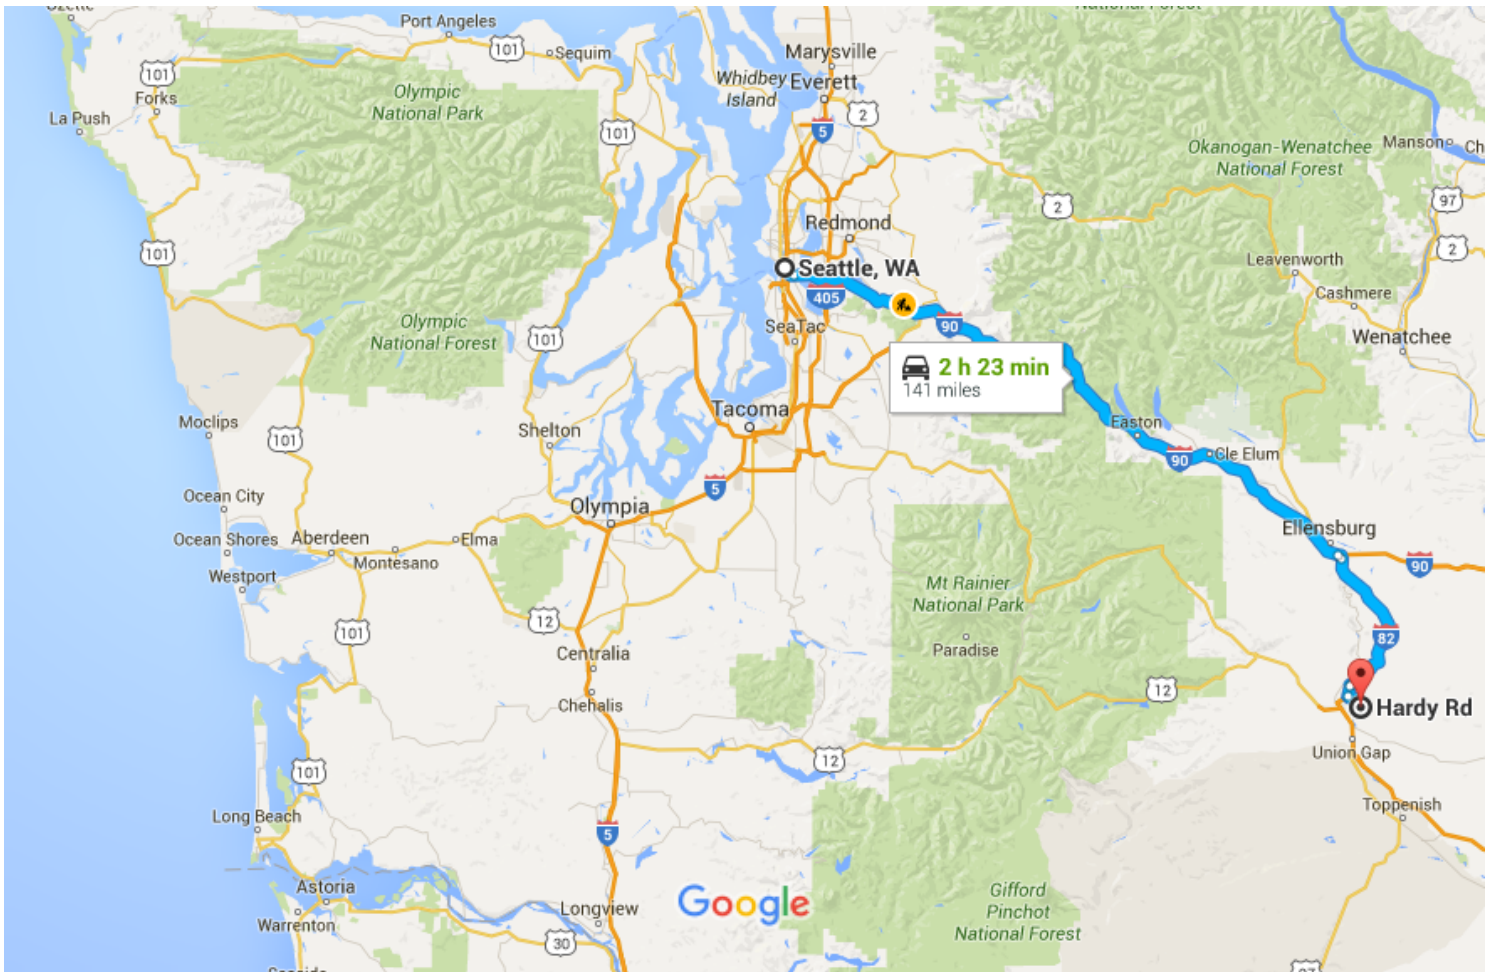 Port Angeles
101
Sequim
Marysville
Whidbey
Island
Everett
101
Forks
La Push
Olympic
National Park
101
5
2
Okanogan-Wenatchee
National Forest
Manson
Ch
97
2
2
Redmond
101
Seattle, WA
405
Leavenworth
Cashmere
Wenatchee
SeaTac
90
Olympic
National Forest
101
2 h 23 min
141 miles
Moclips
101
Shelton
Tacoma
Easton
90
Cle Elum
5
Ocean City
Olympia
Ellensburg
Ocean Shores
Aberdeen
Elma
Montesano
Westport
90
Mt Rainier
National Park
12
101
82
Centralia
Paradise
12
Chehalis
Hardy Rd
Union Gap
101
12
Long Beach
5
Toppenish
Astoria
Warrenton
Longview
Google
Gifford
Pinchot
National Forest
30
97